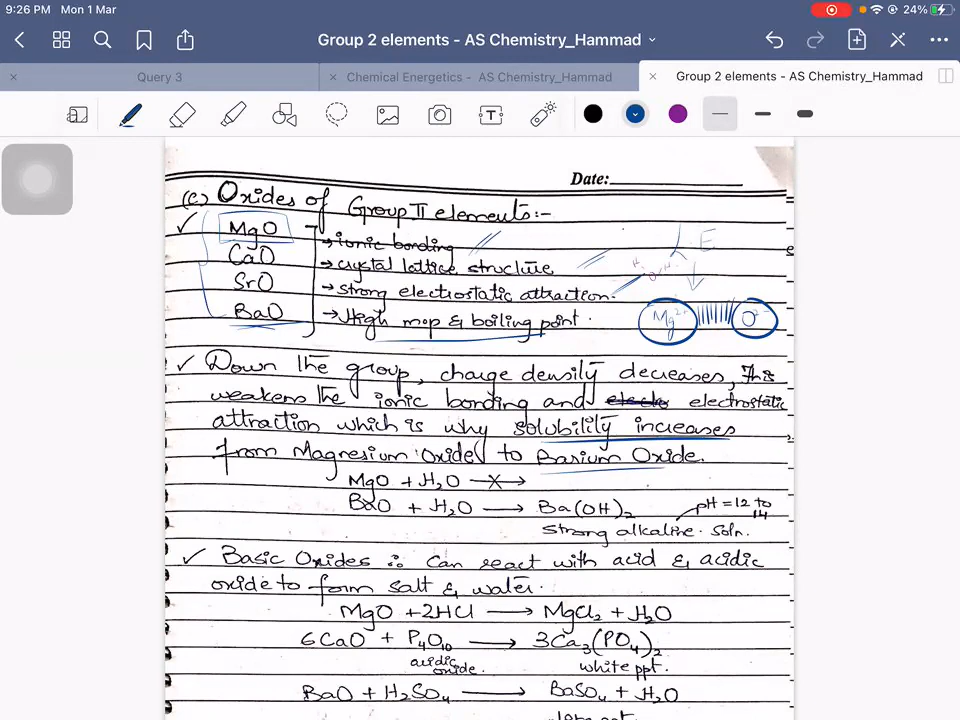 9:26 PM Mon 1 Mar
24%
Group 2 elements - AS Chemistry_Hammad
Query 3
Chemical Energetics - AS Chemistry_Hammad
Group 2 elements - AS Chemistry_Hammad
Date:
(c) Oxides of Group II elements:-
✓ MgO → ionic bonding
CaO → crystal lattice structure
SrO → strong electrostatic attraction.
BaO → High m.p & boiling point.
L E
H O H
Mg²⁺ O²⁻
✓ Down the group, charge density decreases, this
weakens the ionic bonding and electrostatic
attraction which is why solubility increases
from Magnesium Oxide to Barium Oxide.
MgO + H₂O —X→
BaO + H₂O → Ba(OH)₂ pH = 12 to 14
strong alkaline soln.
✓ Basic Oxides ∴ can react with acid & acidic
oxide to form salt & water.
MgO + 2HCl → MgCl₂ + H₂O
6CaO + P₄O₁₀ → 3Ca₃(PO₄)₂
acidic oxide. white ppt.
BaO + H₂SO₄ → BaSO₄ + H₂O